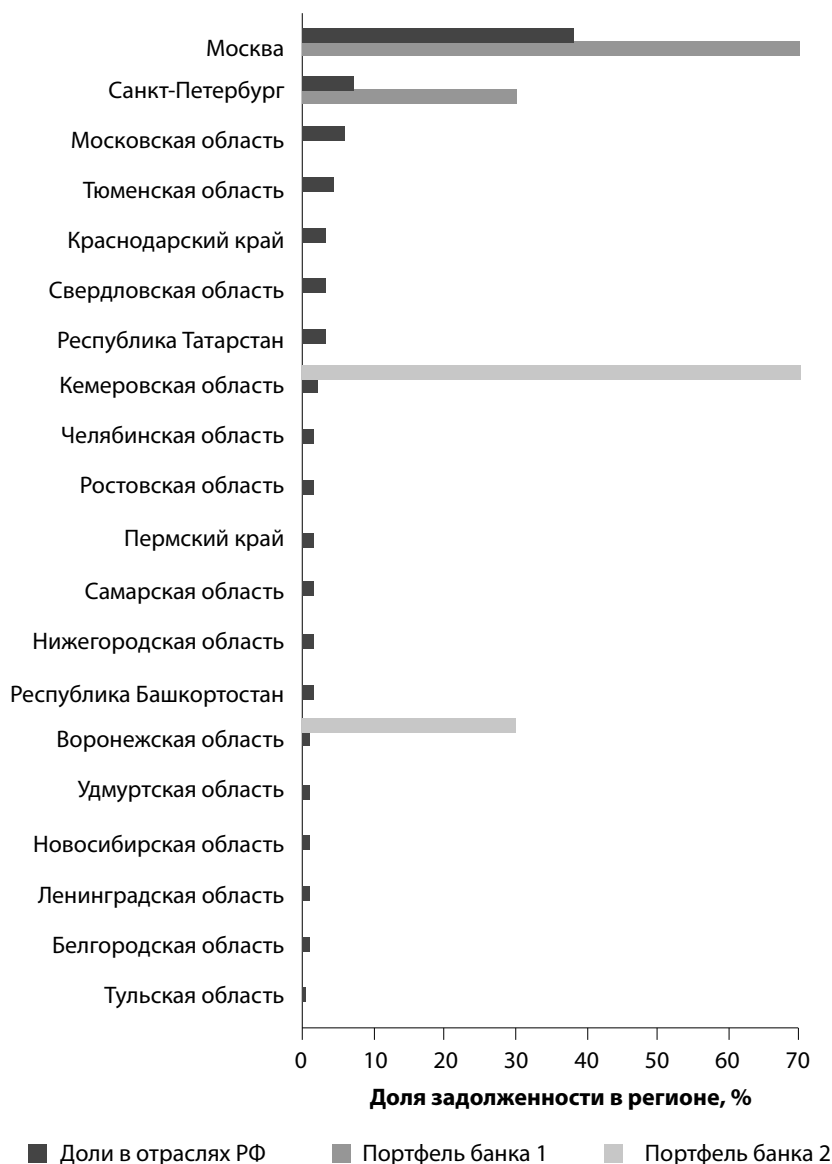 Москва
Санкт-Петербург
Московская область
Тюменская область
Краснодарский край
Свердловская область
Республика Татарстан
Кемеровская область
Челябинская область
Ростовская область
Пермский край
Самарская область
Нижегородская область
Республика Башкортостан
Воронежская область
Удмуртская область
Новосибирская область
Ленинградская область
Белгородская область
Тульская область
0 10 20 30 40 50 60 70
Доля задолженности в регионе, %
Доли в отраслях РФ Портфель банка 1 Портфель банка 2